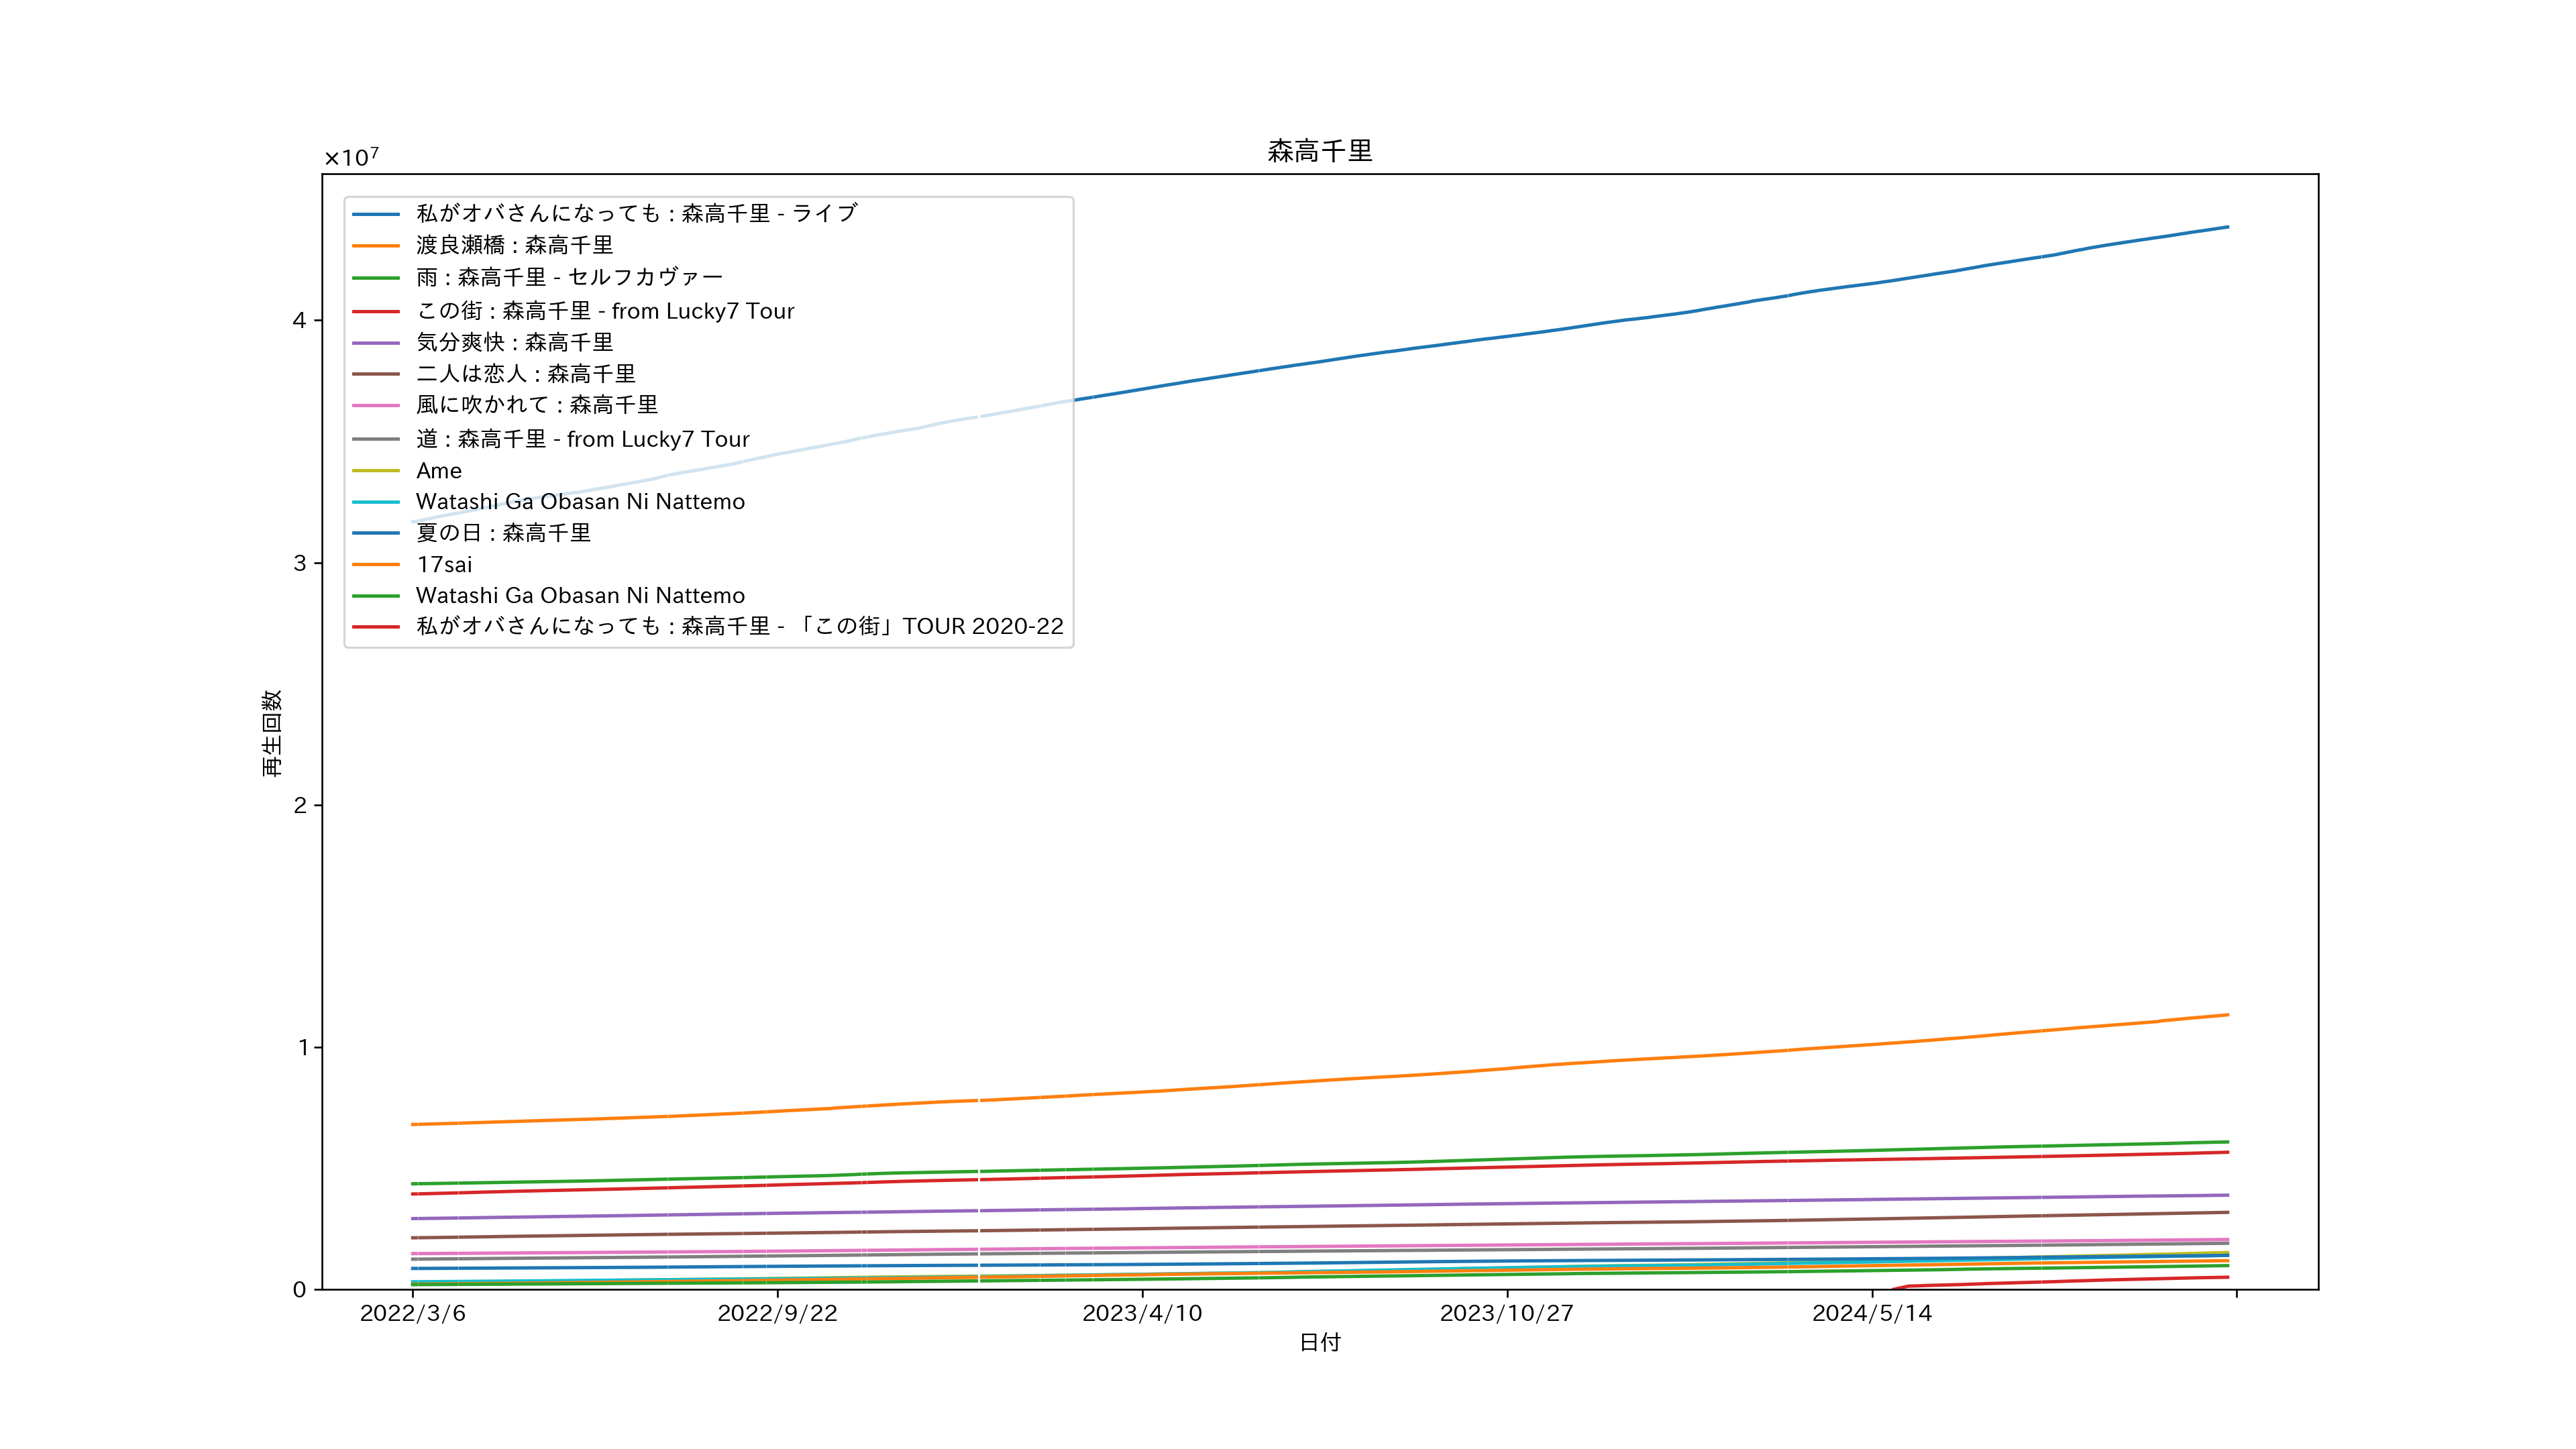 森高千里
×10⁷
私がオバさんになっても : 森高千里 - ライブ
渡良瀬橋 : 森高千里
雨 : 森高千里 - セルフカヴァー
この街 : 森高千里 - from Lucky7 Tour
気分爽快 : 森高千里
二人は恋人 : 森高千里
風に吹かれて : 森高千里
道 : 森高千里 - from Lucky7 Tour
Ame
Watashi Ga Obasan Ni Nattemo
夏の日 : 森高千里
17sai
Watashi Ga Obasan Ni Nattemo
私がオバさんになっても : 森高千里 - 「この街」TOUR 2020-22
4
3
2
1
0
再生回数
2022/3/6
2022/9/22
2023/4/10
2023/10/27
2024/5/14
日付